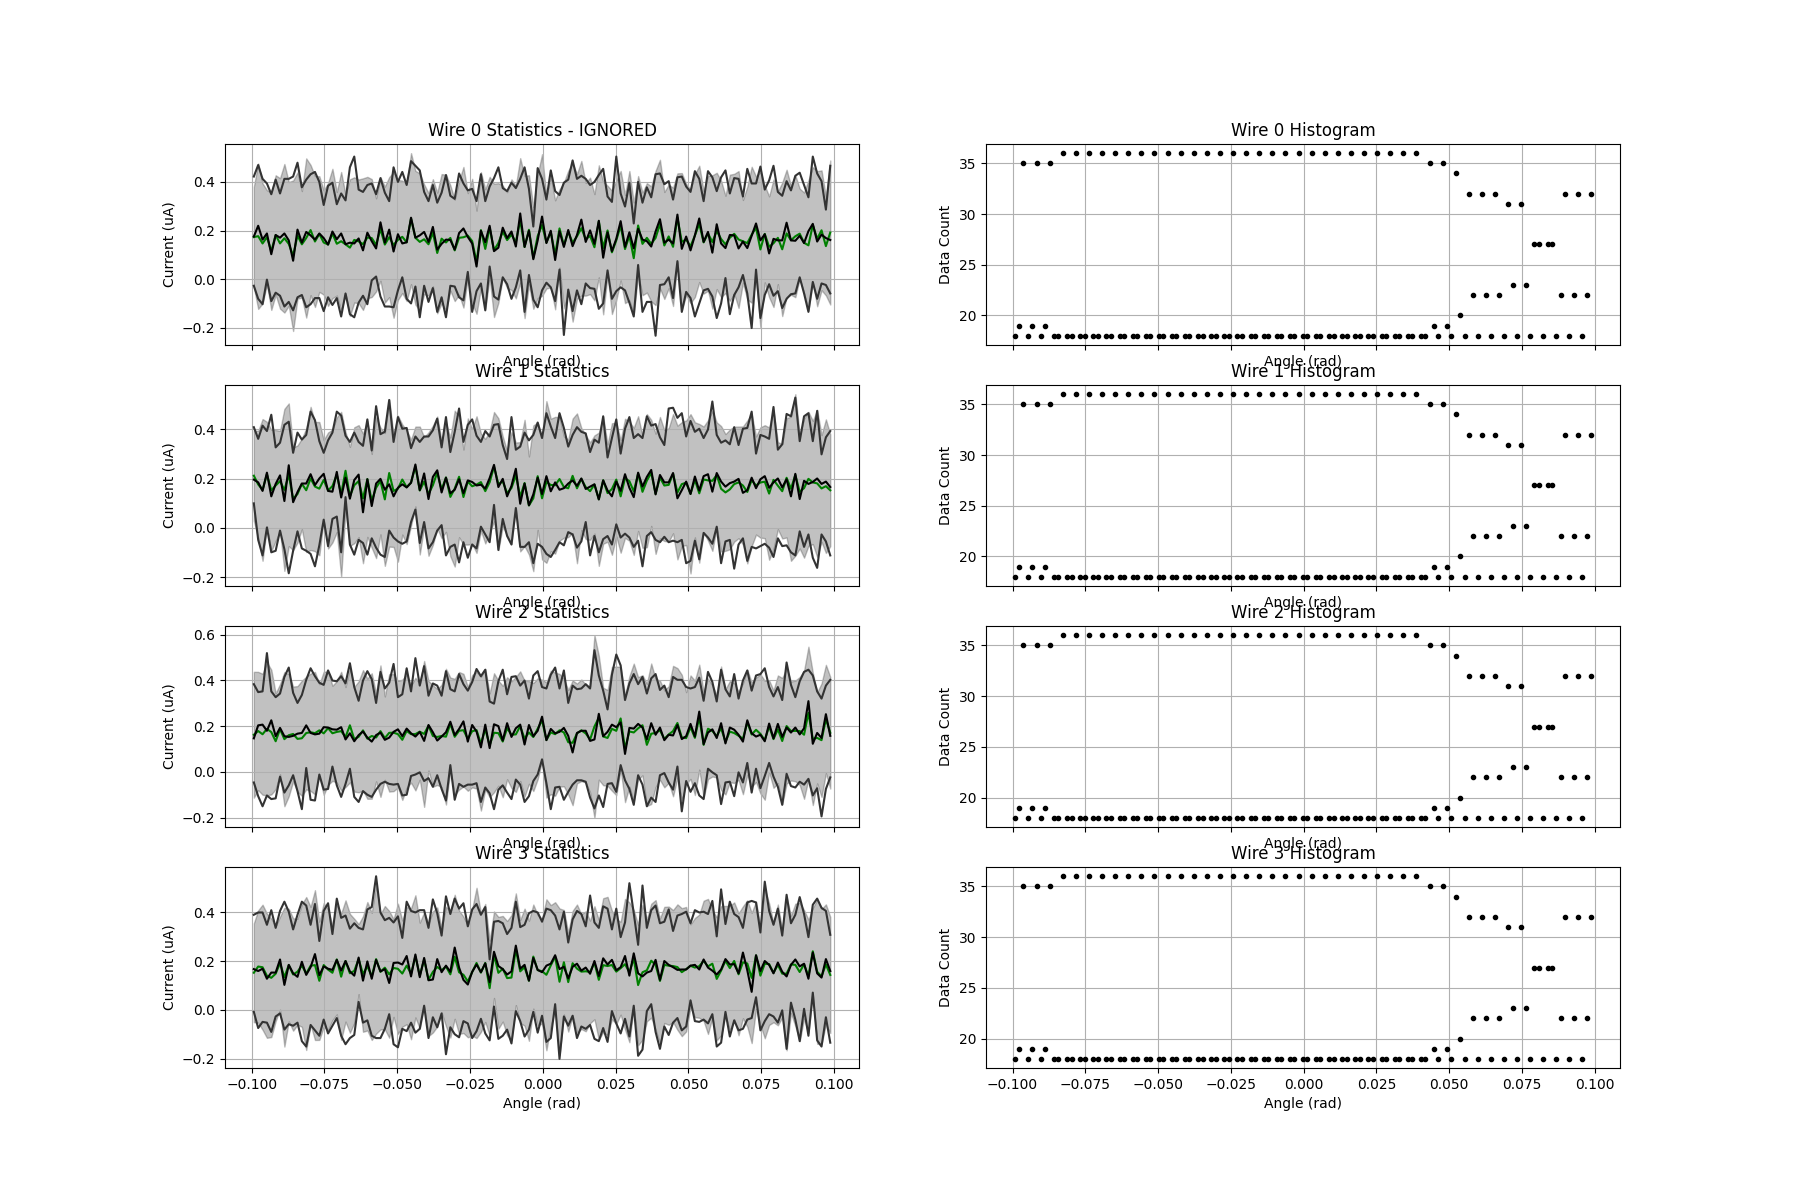 Wire 0 Statistics - IGNORED
Current (uA)
0.4
0.2
0.0
−0.2
Angle (rad)
Wire 0 Histogram
Data Count
35
30
25
20
Angle (rad)
Wire 1 Statistics
Current (uA)
0.4
0.2
0.0
−0.2
Angle (rad)
Wire 1 Histogram
Data Count
35
30
25
20
Angle (rad)
Wire 2 Statistics
Current (uA)
0.6
0.4
0.2
0.0
−0.2
Angle (rad)
Wire 2 Histogram
Data Count
35
30
25
20
Angle (rad)
Wire 3 Statistics
Current (uA)
0.4
0.2
0.0
−0.2
−0.100 −0.075 −0.050 −0.025 0.000 0.025 0.050 0.075 0.100
Angle (rad)
Wire 3 Histogram
Data Count
35
30
25
20
−0.100 −0.075 −0.050 −0.025 0.000 0.025 0.050 0.075 0.100
Angle (rad)